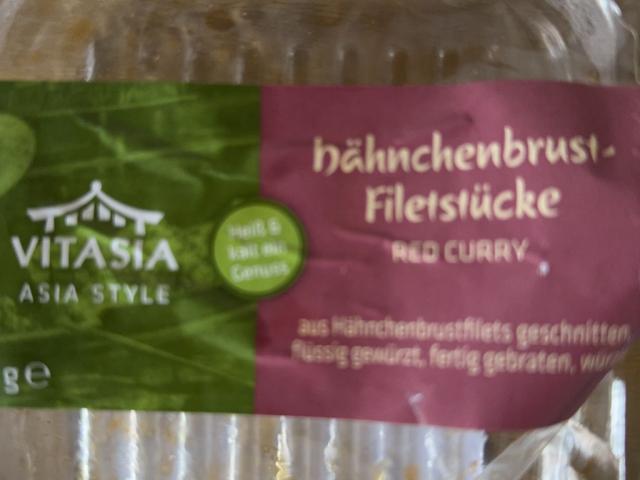 hähnchenbrust-
Filetstücke
RED CURRY
VITASIA
ASIA STYLE
Heiß &
kalt ein
Genuss
aus Hähnchenbrustfilets geschnitten,
flüssig gewürzt, fertig gebraten,
g e